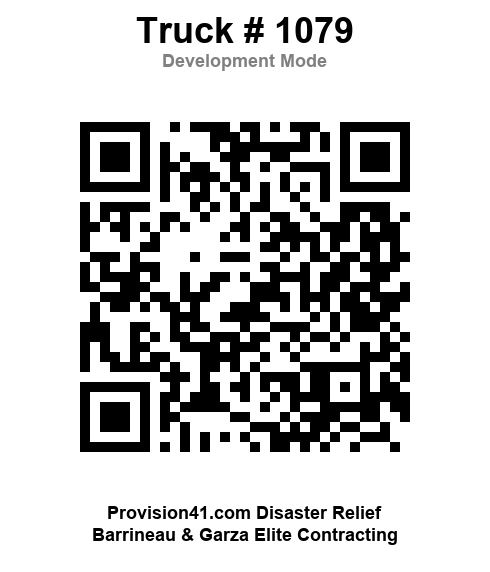 Truck # 1079
Development Mode
Provision41.com Disaster Relief
Barrineau & Garza Elite Contracting